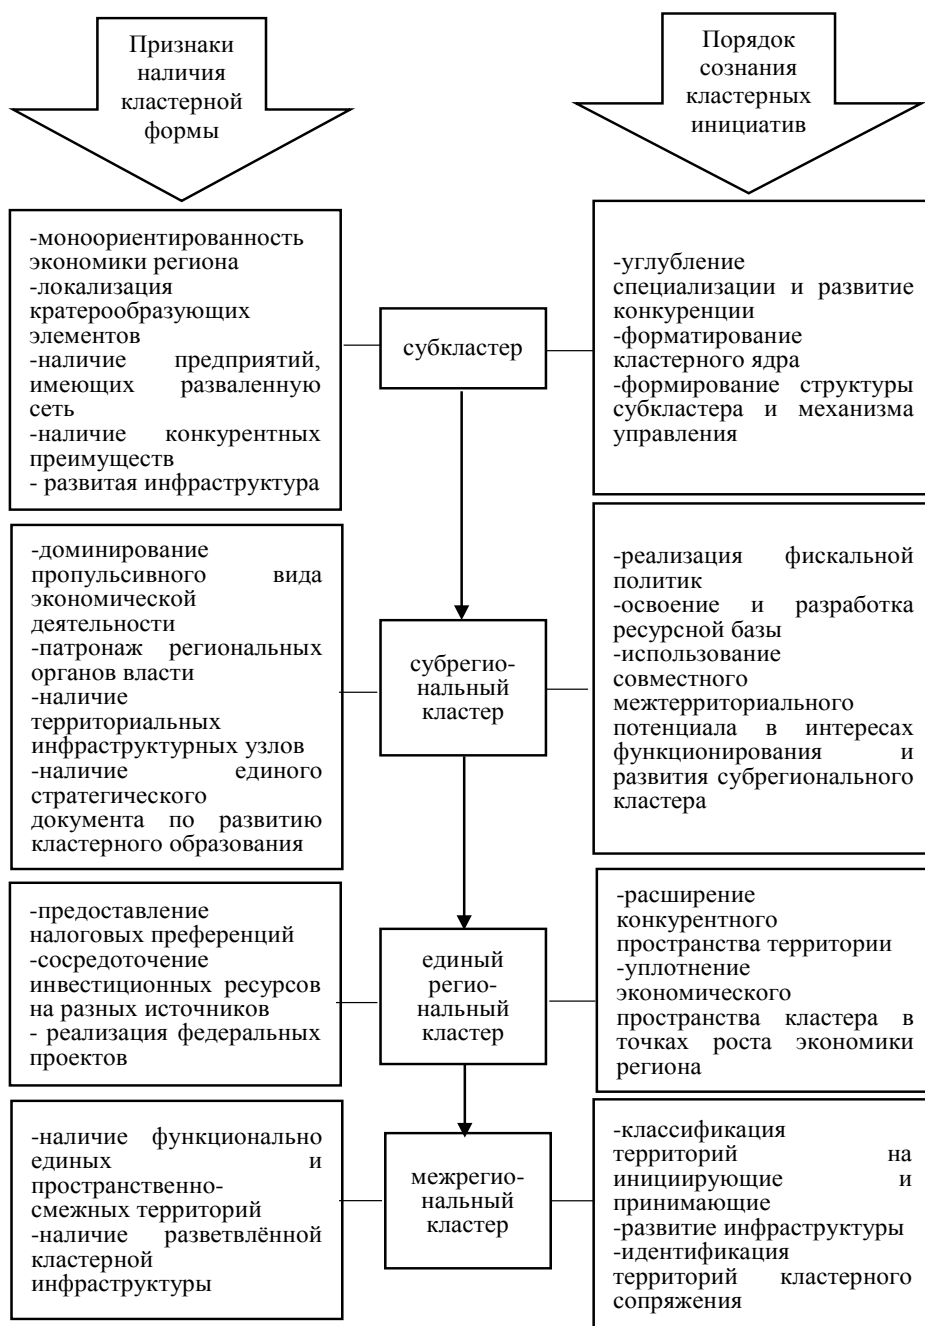 Признаки
наличия
кластерной
формы
Порядок
сознания
кластерных
инициатив
-моноориентированность
экономики региона
-локализация
кратерообразующих
элементов
-наличие предприятий,
имеющих разваленную
сеть
-наличие конкурентных
преимуществ
- развитая инфраструктура
субкластер
-углубление
специализации и развитие
конкуренции
-форматирование
кластерного ядра
-формирование структуры
субкластера и механизма
управления
-доминирование
пропульсивного вида
экономической
деятельности
-патронаж региональных
органов власти
-наличие
территориальных
инфраструктурных узлов
-наличие единого
стратегического
документа по развитию
кластерного образования
субрегио-
нальный
кластер
-реализация фискальной
политик
-освоение и разработка
ресурсной базы
-использование
совместного
межтерриториального
потенциала в интересах
функционирования и
развития субрегионального
кластера
-предоставление
налоговых преференций
-сосредоточение
инвестиционных ресурсов
на разных источников
- реализация федеральных
проектов
единый
регио-
нальный
кластер
-расширение
конкурентного
пространства территории
-уплотнение
экономического
пространства кластера в
точках роста экономики
региона
-наличие функционально
единых и
пространственно-
смежных территорий
-наличие разветвлённой
кластерной
инфраструктуры
межрегио-
нальный
кластер
-классификация
территорий на
инициирующие и
принимающие
-развитие инфраструктуры
-идентификация
территорий кластерного
сопряжения